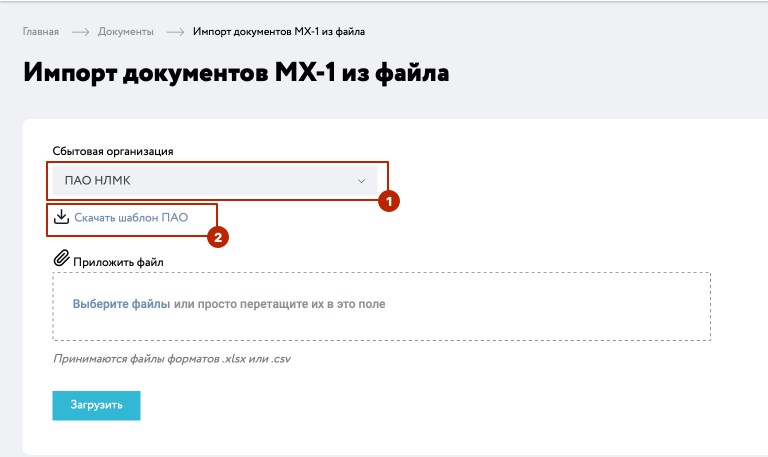 Главная → Документы → Импорт документов МХ-1 из файла
Импорт документов МХ-1 из файла
Сбытовая организация
ПАО НЛМК
1
Скачать шаблон ПАО
2
Приложить файл
Выберите файлы или просто перетащите их в это поле
Принимаются файлы форматов .xlsx или .csv
Загрузить